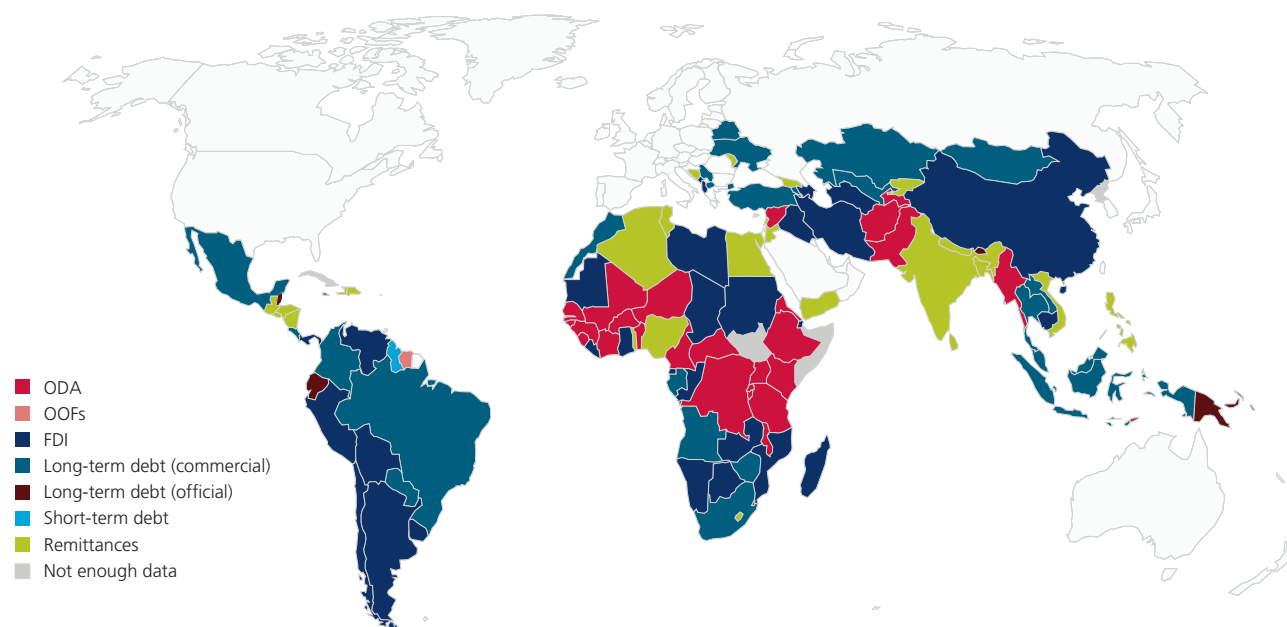 ODA
OOFs
FDI
Long-term debt (commercial)
Long-term debt (official)
Short-term debt
Remittances
Not enough data